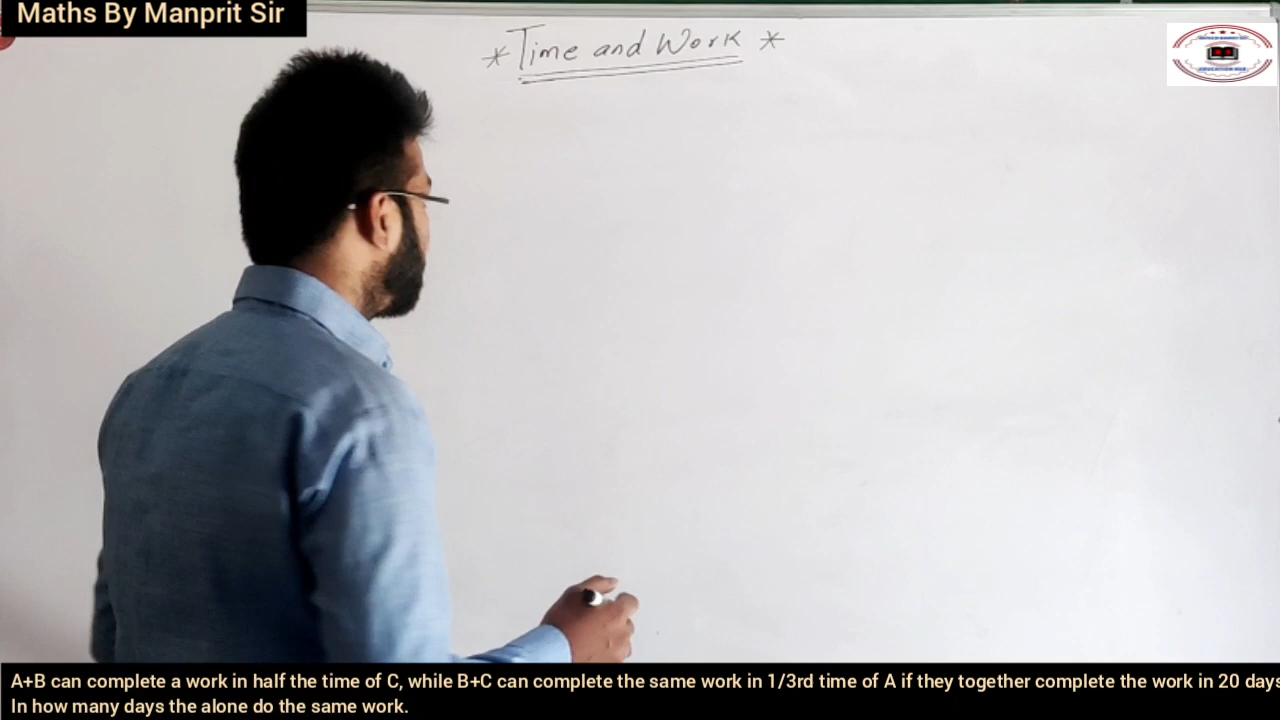 Maths By Manprit Sir
* Time and Work *
A+B can complete a work in half the time of C, while B+C can complete the same work in 1/3rd time of A if they together complete the work in 20 days
In how many days the alone do the same work.